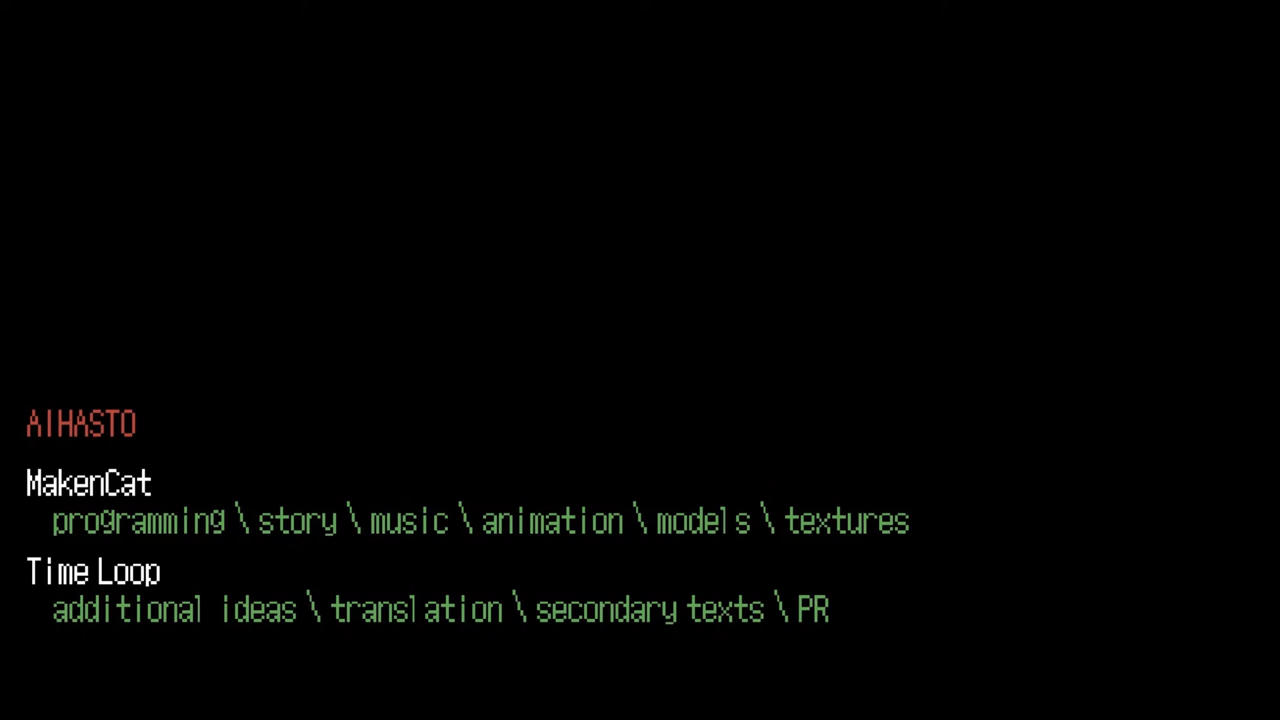 AIHASTO
MakenCat
programming \ story \ music \ animation \ models \ textures
Time Loop
additional ideas \ translation \ secondary texts \ PR